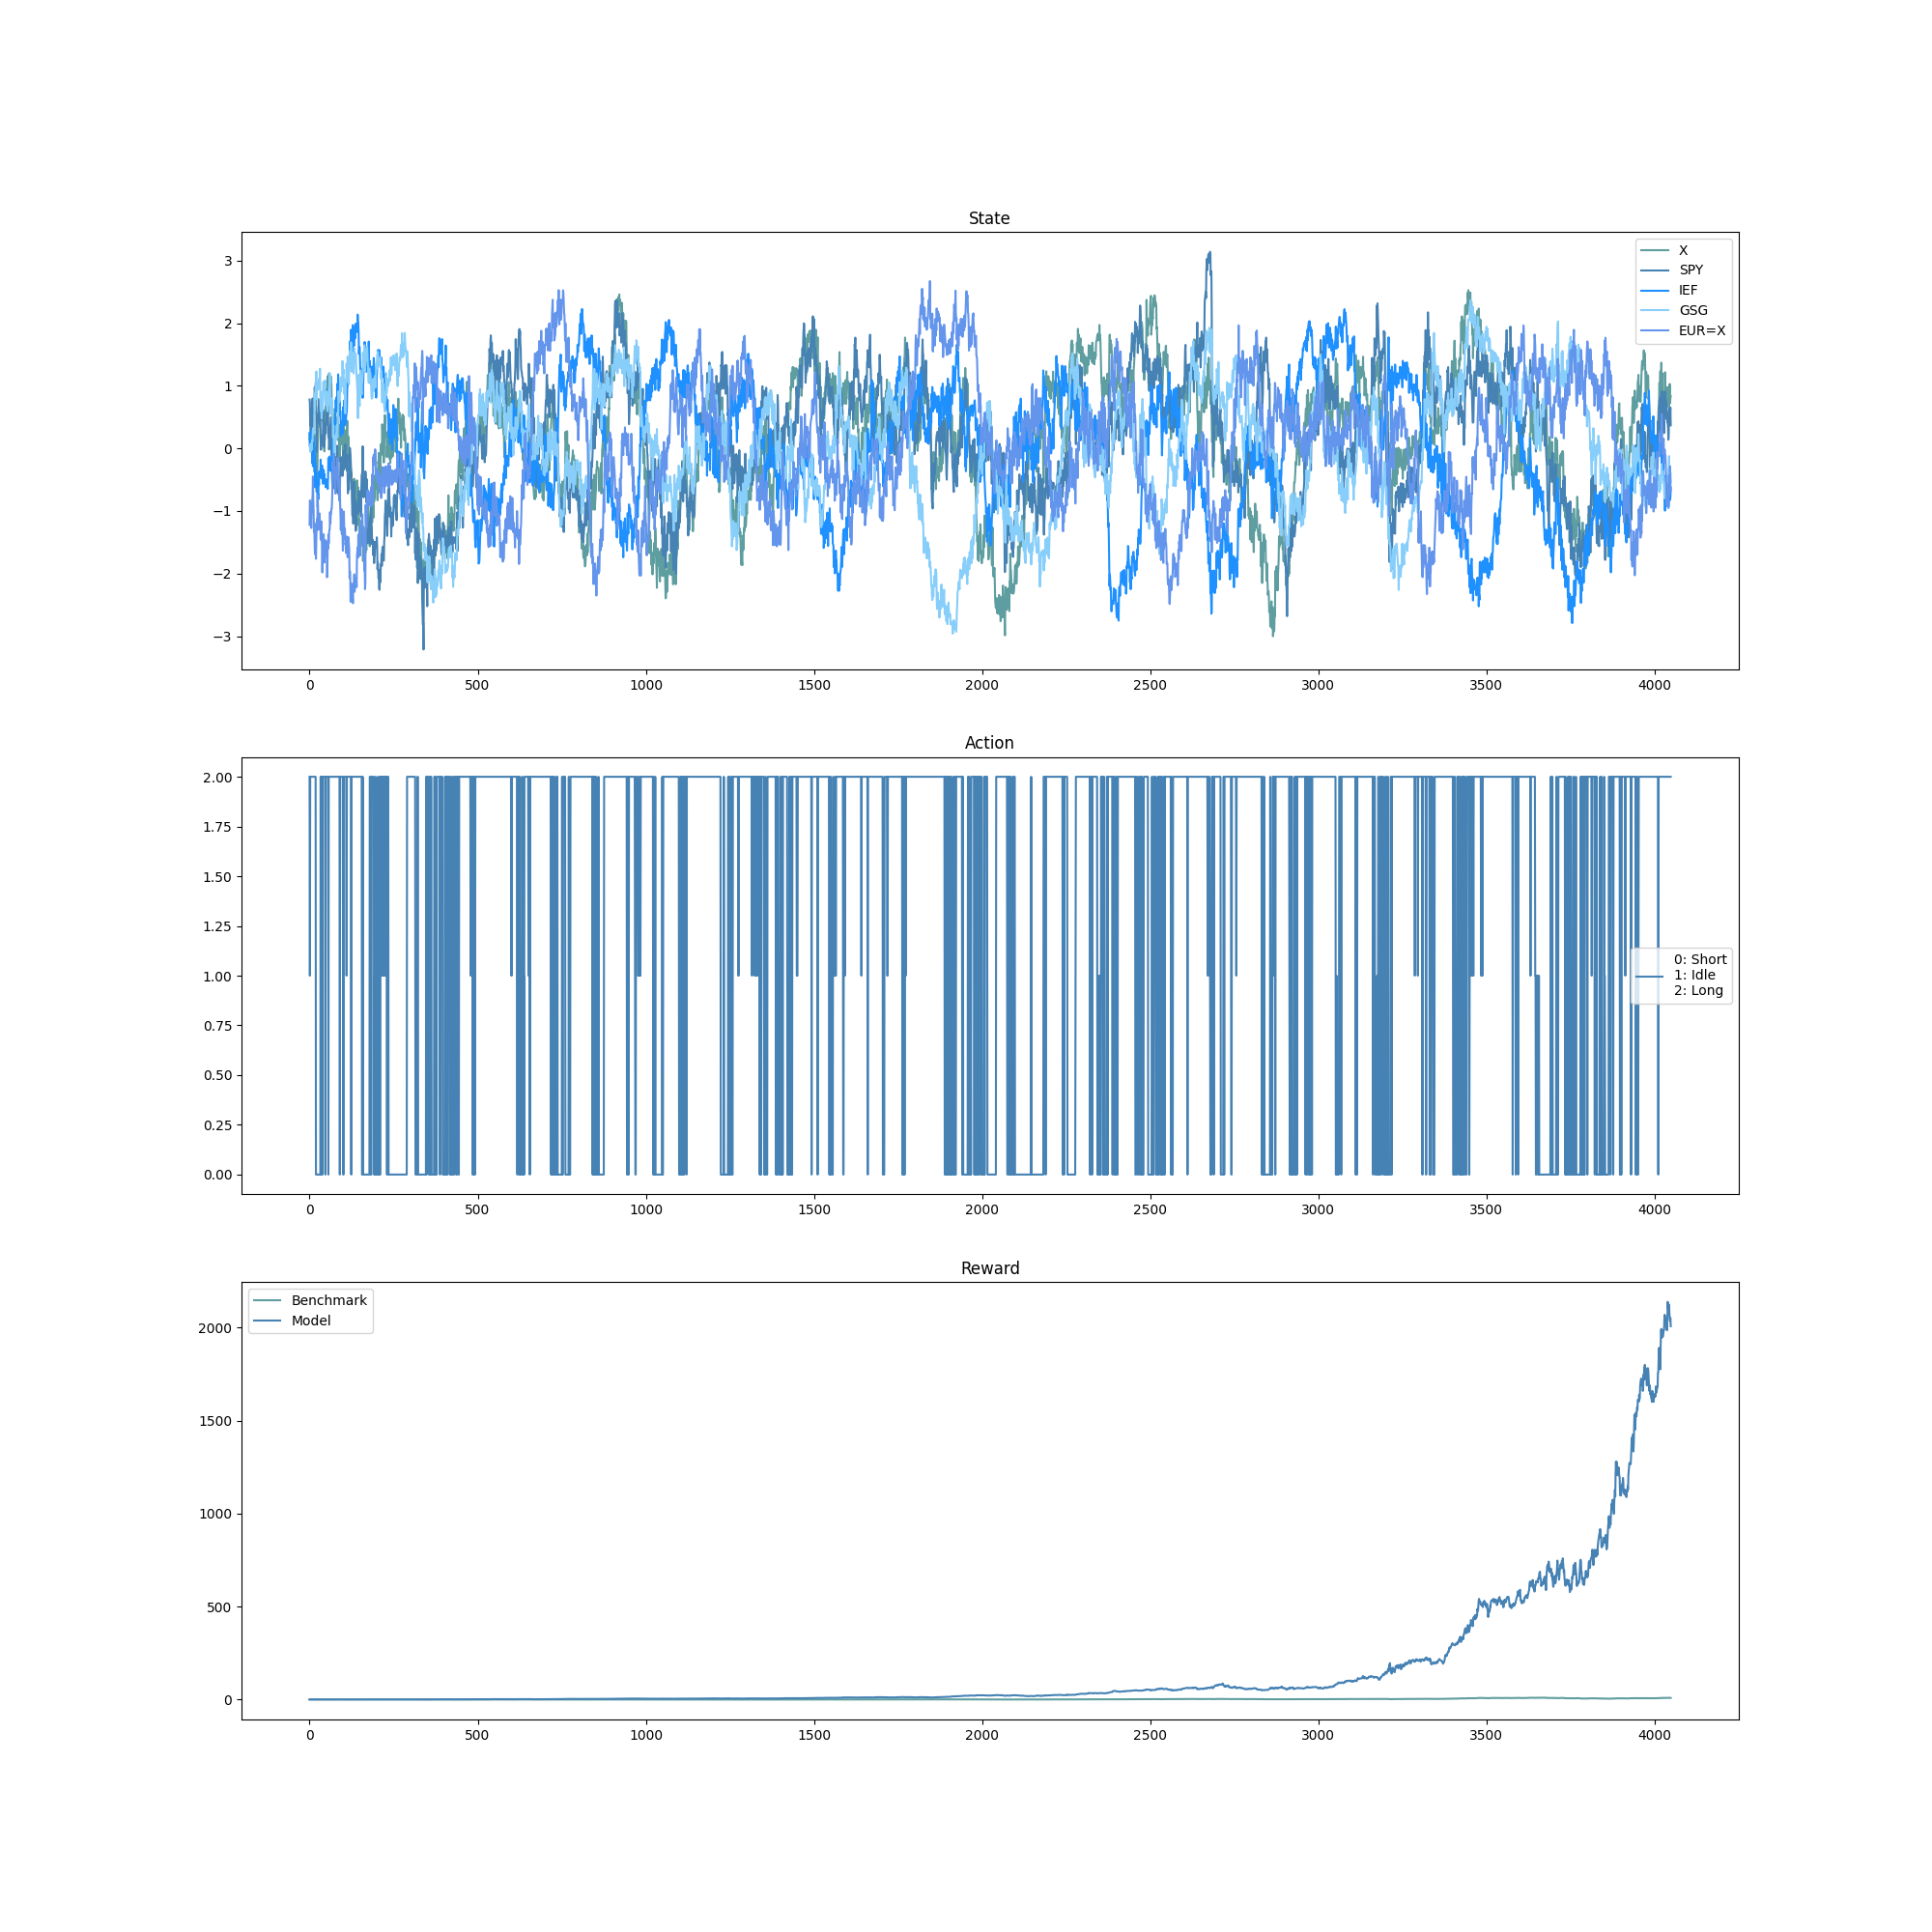 State
3
2
1
0
−1
−2
−3
X
SPY
IEF
GSG
EUR=X
0 500 1000 1500 2000 2500 3000 3500 4000
Action
2.00
1.75
1.50
1.25
1.00
0.75
0.50
0.25
0.00
0: Short
1: Idle
2: Long
0 500 1000 1500 2000 2500 3000 3500 4000
Reward
Benchmark
Model
2000
1500
1000
500
0
0 500 1000 1500 2000 2500 3000 3500 4000